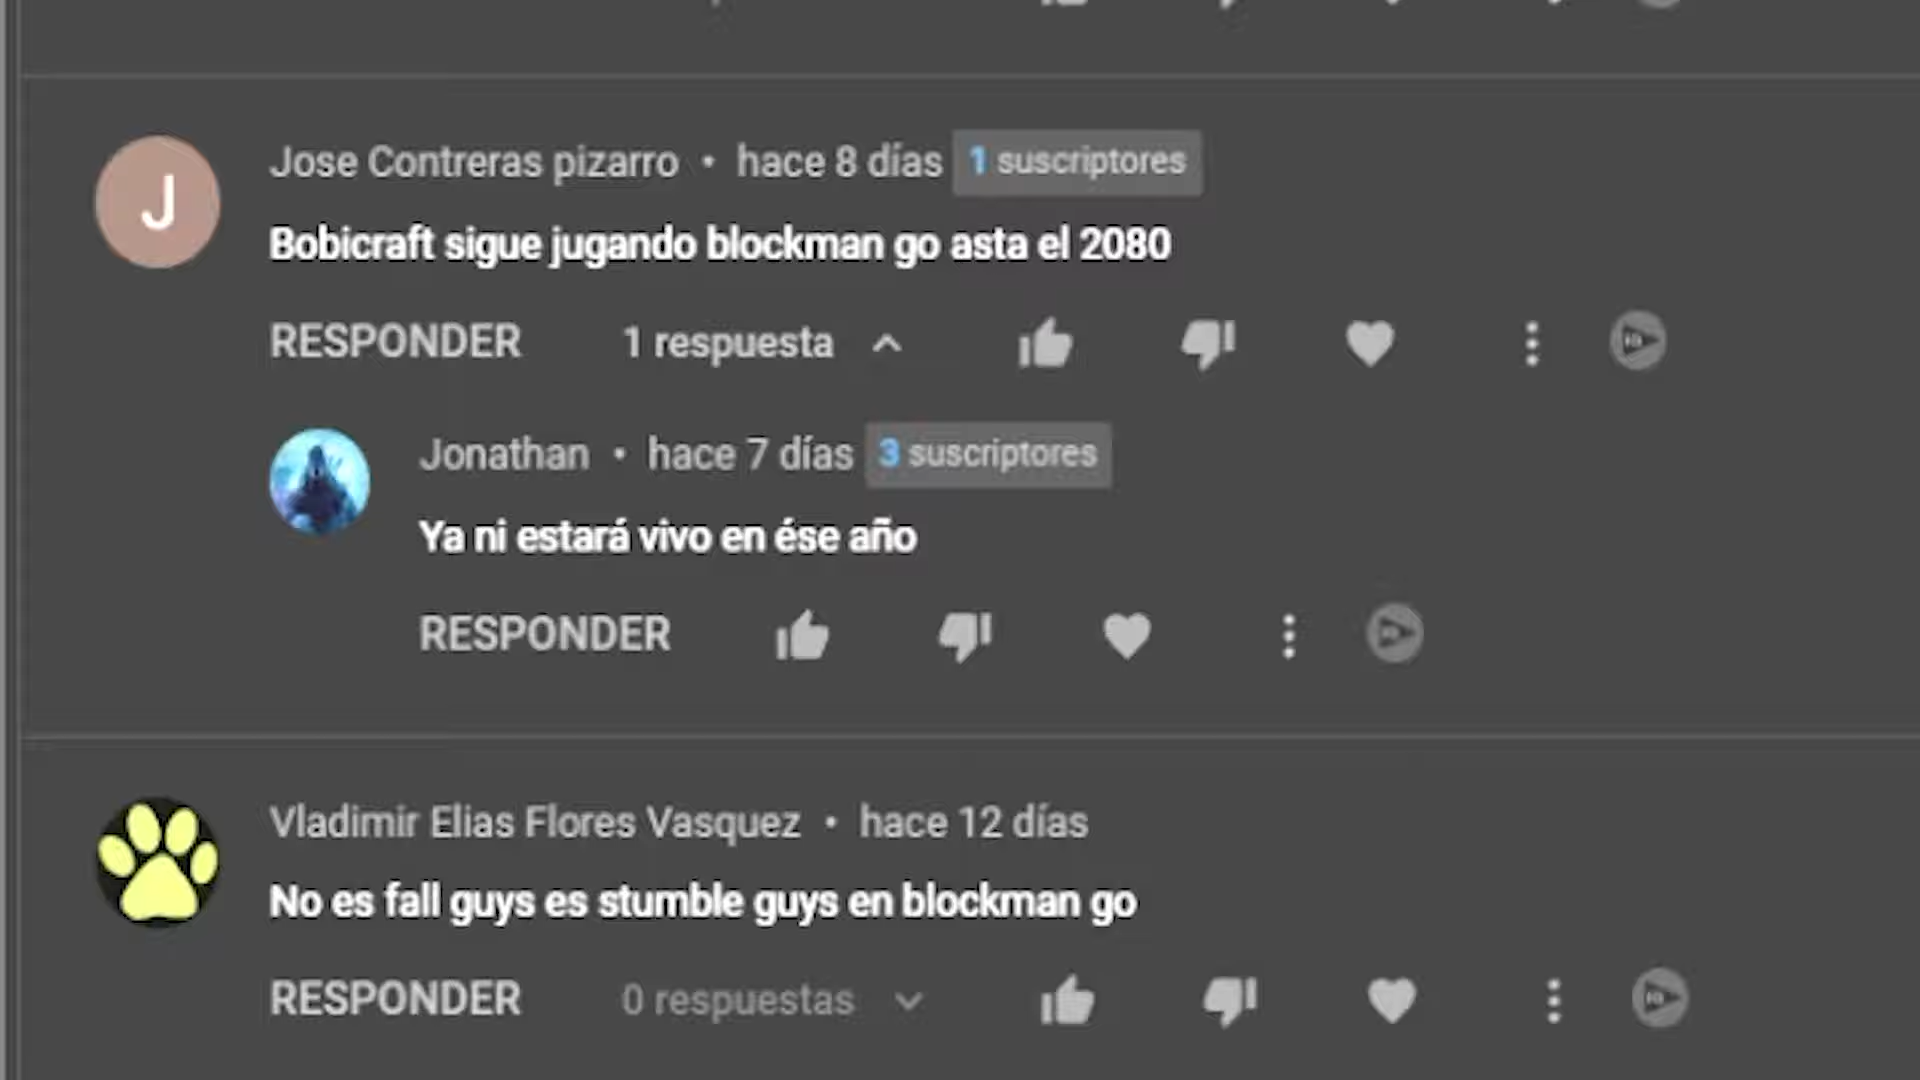 J
Jose Contreras pizarro • hace 8 días 1 suscriptores
Bobicraft sigue jugando blockman go asta el 2080
RESPONDER 1 respuesta
Jonathan • hace 7 días 3 suscriptores
Ya ni estará vivo en ése año
RESPONDER
Vladimir Elias Flores Vasquez • hace 12 días
No es fall guys es stumble guys en blockman go
RESPONDER 0 respuestas